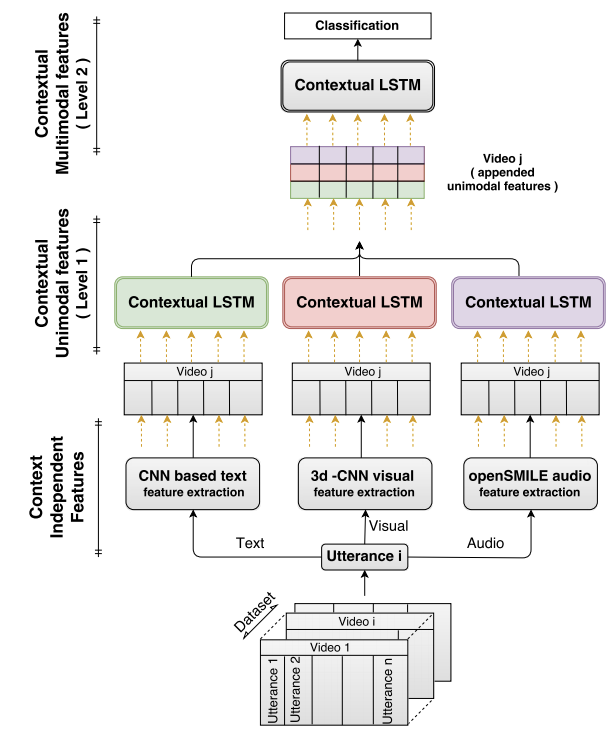 Classification
Contextual LSTM
Contextual
Multimodal features
( Level 2 )
Video j
( appended
unimodal features )
Contextual
Unimodal features
( Level 1 )
Contextual LSTM
Contextual LSTM
Contextual LSTM
Video j
Video j
Video j
Context
Independent
Features
CNN based text
feature extraction
3d -CNN visual
feature extraction
openSMILE audio
feature extraction
Text
Visual
Audio
Utterance i
Dataset
Video i
Video 1
Utterance 1
Utterance 2
Utterance n